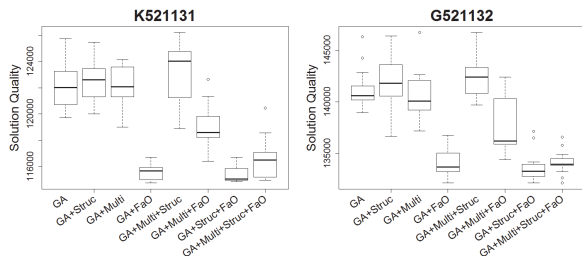 K521131
G521132
Solution Quality
116000
120000
124000
GA
GA+Struc
GA+Multi
GA+FaO
GA+Multi+Struc
GA+Multi+FaO
GA+Struc+FaO
GA+Multi+Struc+FaO
Solution Quality
135000
140000
145000
GA
GA+Struc
GA+Multi
GA+FaO
GA+Multi+Struc
GA+Multi+FaO
GA+Struc+FaO
GA+Multi+Struc+FaO